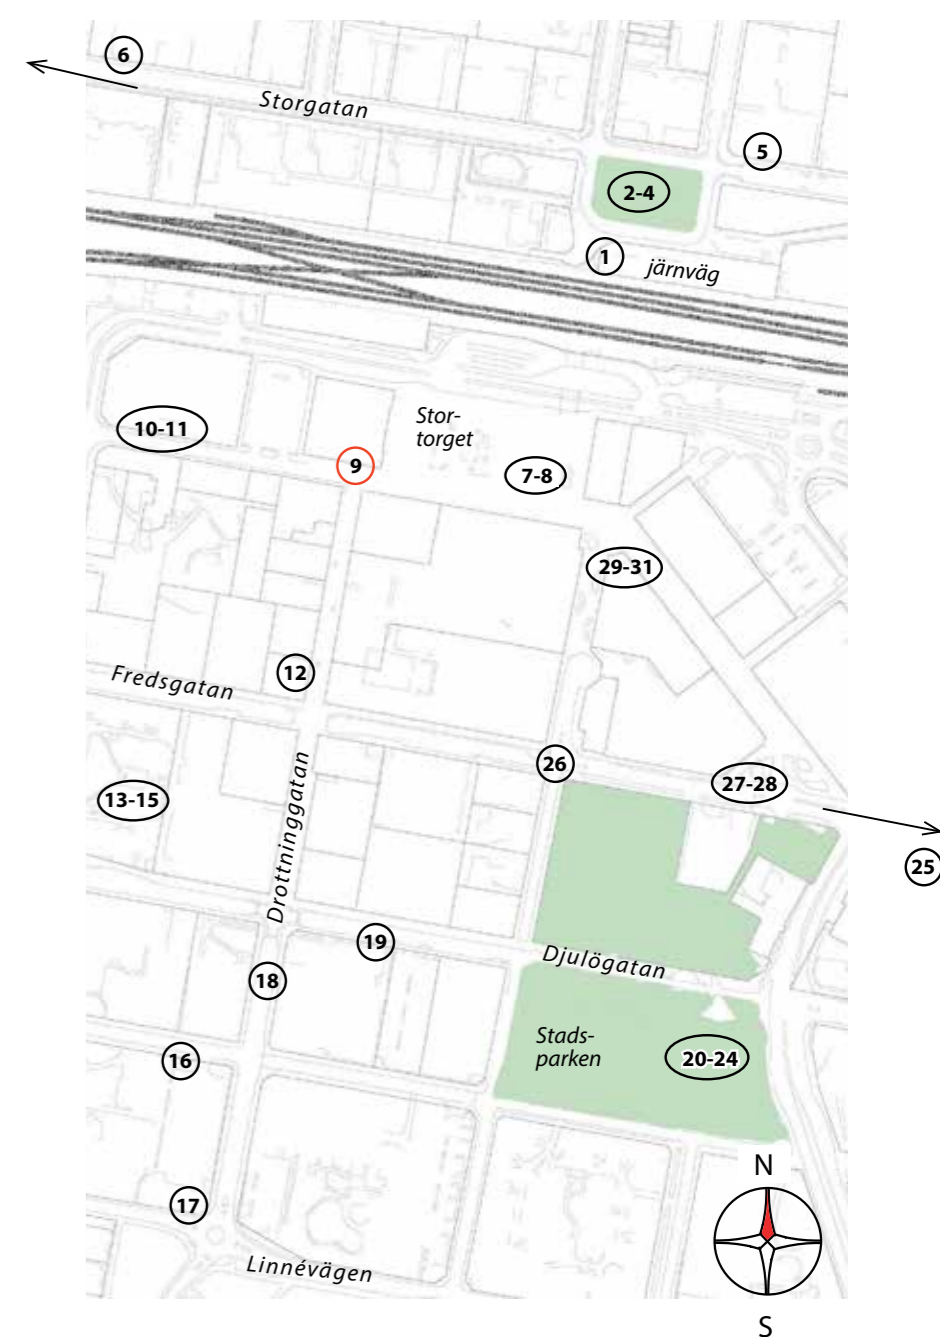 6
Storgatan
5
2-4
1
järnväg
Stor-
torget
10-11
9
7-8
29-31
12
Fredsgatan
26
27-28
13-15
Drottninggatan
25
19
Djulögatan
18
Stads-
parken
20-24
16
N
17
Linnévägen
S